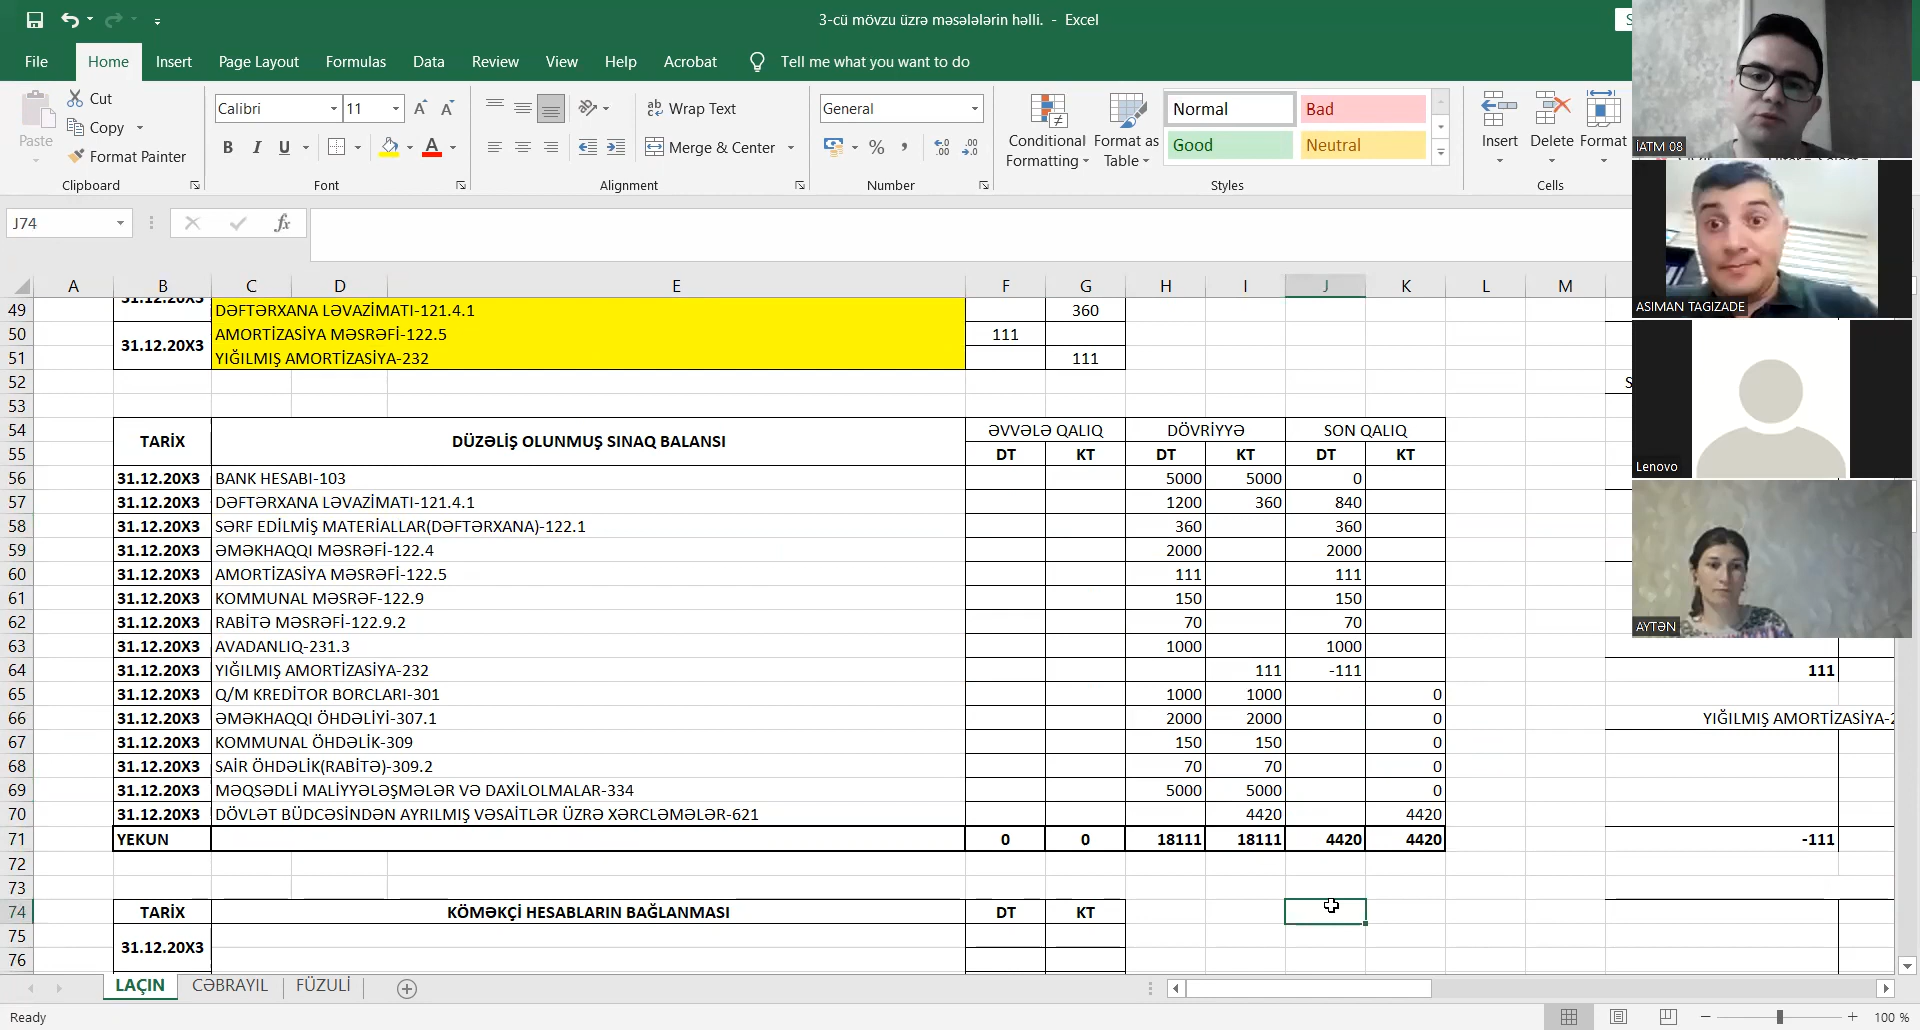 3-cü mövzu üzrə məsələlərin həlli. - Excel
File Home Insert Page Layout Formulas Data Review View Help Acrobat Tell me what you want to do
Cut
Copy
Format Painter
Paste
Clipboard
Calibri 11
B I U
Font
Wrap Text
Merge & Center
Alignment
General
Number
Conditional Formatting
Format as Table
Normal Bad
Good Neutral
Styles
Insert Delete Format
Cells
IATM 08
ASIMAN TAGIZADE
Lenovo
AYTƏN
J74
fx
A B C D E F G H I J K L M
49 31.12.20X3 DƏFTƏRXANA LƏVAZİMATI-121.4.1 360
50 31.12.20X3 AMORTİZASİYA MƏSRƏFİ-122.5 111
51 YIĞILMIŞ AMORTİZASİYA-232 111
52
53
54 TARİX DÜZƏLİŞ OLUNMUŞ SINAQ BALANSI ƏVVƏLƏ QALIQ DÖVRİYYƏ SON QALIQ
55 DT KT DT KT DT KT
56 31.12.20X3 BANK HESABI-103 5000 5000 0
57 31.12.20X3 DƏFTƏRXANA LƏVAZİMATI-121.4.1 1200 360 840
58 31.12.20X3 SƏRF EDİLMİŞ MATERİALLAR(DƏFTƏRXANA)-122.1 360 360
59 31.12.20X3 ƏMƏKHAQQI MƏSRƏFİ-122.4 2000 2000
60 31.12.20X3 AMORTİZASİYA MƏSRƏFİ-122.5 111 111
61 31.12.20X3 KOMMUNAL MƏSRƏF-122.9 150 150
62 31.12.20X3 RABİTƏ MƏSRƏFİ-122.9.2 70 70
63 31.12.20X3 AVADANLIQ-231.3 1000 1000
64 31.12.20X3 YIĞILMIŞ AMORTİZASİYA-232 111 -111 111
65 31.12.20X3 Q/M KREDİTOR BORCLARI-301 1000 1000 0
66 31.12.20X3 ƏMƏKHAQQI ÖHDƏLİYİ-307.1 2000 2000 0 YIĞILMIŞ AMORTİZASİYA-2
67 31.12.20X3 KOMMUNAL ÖHDƏLİK-309 150 150 0
68 31.12.20X3 SAİR ÖHDƏLİK(RABİTƏ)-309.2 70 70 0
69 31.12.20X3 MƏQSƏDLİ MALİYYƏLƏŞMƏLƏR VƏ DAXİLOLMALAR-334 5000 5000 0
70 31.12.20X3 DÖVLƏT BÜDCƏSİNDƏN AYRILMIŞ VƏSAİTLƏR ÜZRƏ XƏRCLƏMƏLƏR-621 4420 4420
71 YEKUN 0 0 18111 18111 4420 4420 -111
72
73
74 TARİX KÖMƏKÇİ HESABLARIN BAĞLANMASI DT KT
75 31.12.20X3
76
LAÇIN CƏBRAYIL FÜZULİ
Ready 100 %